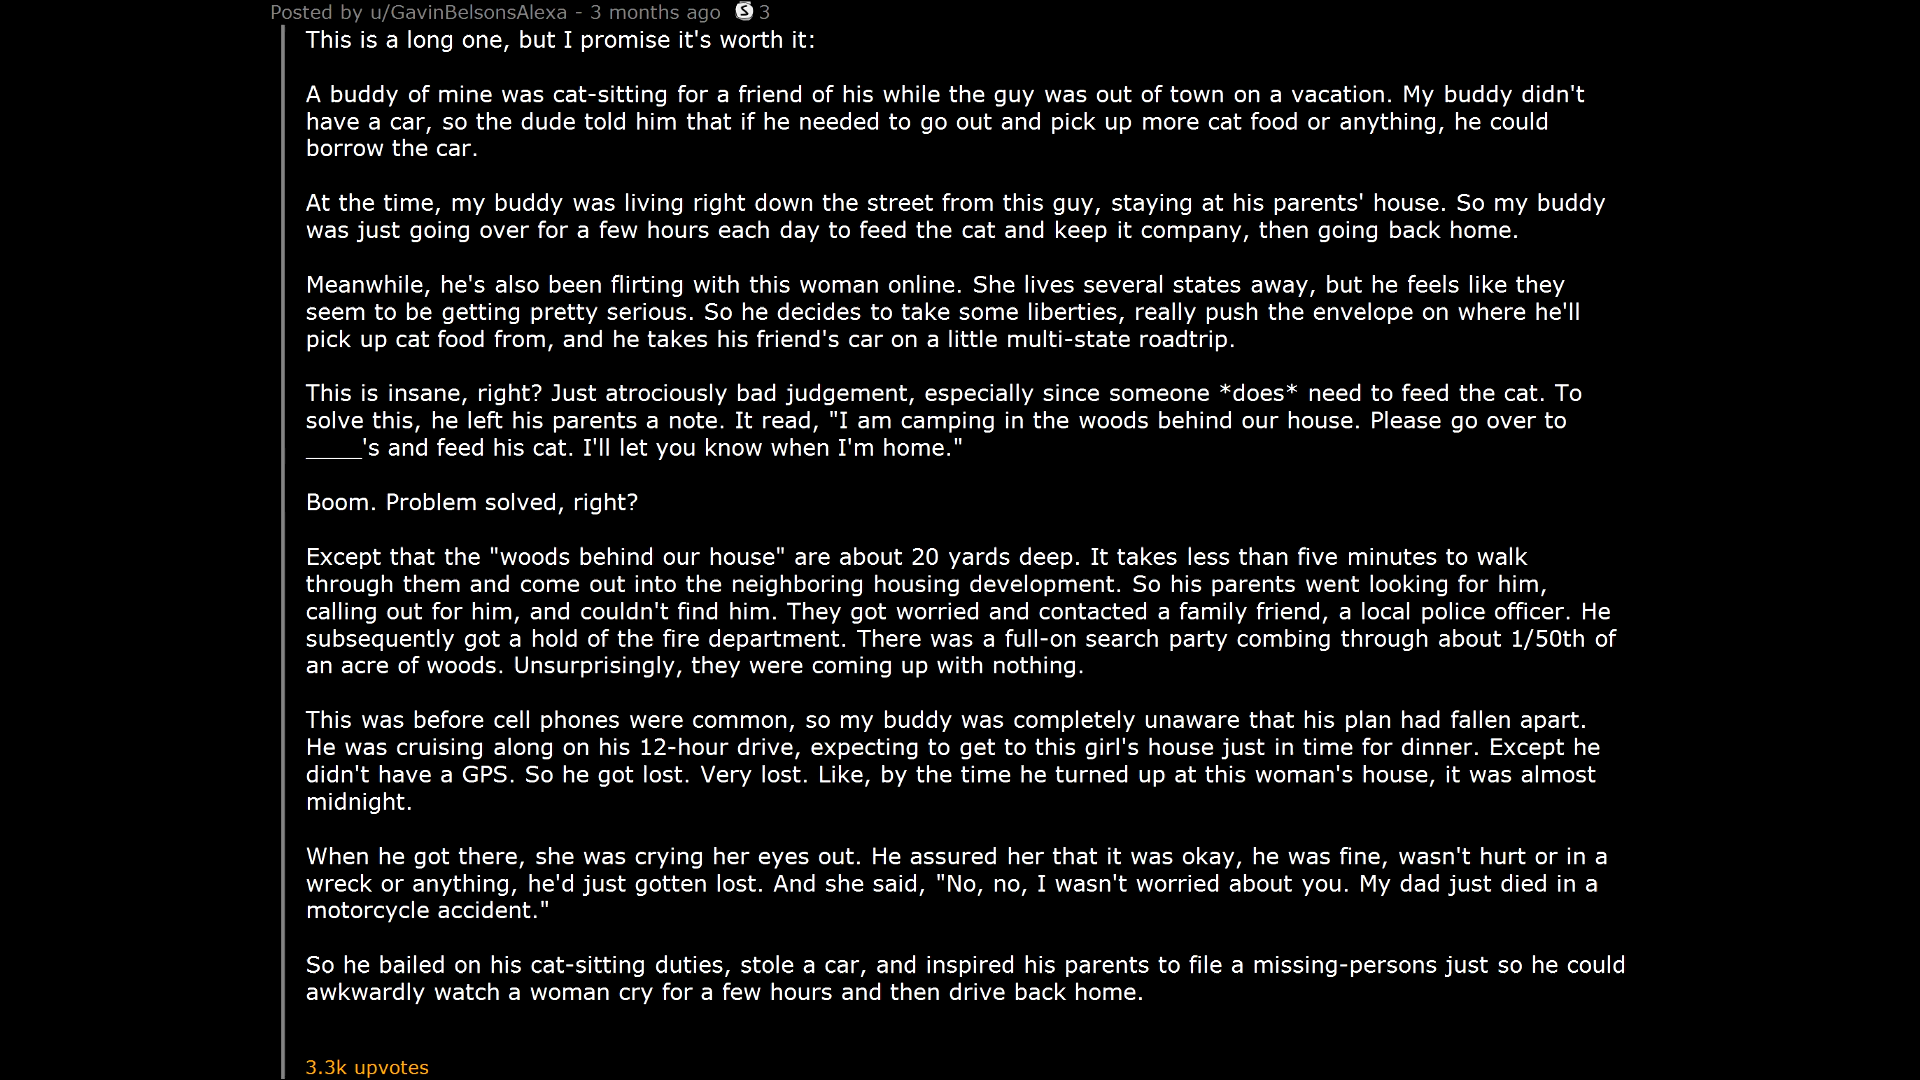 Posted by u/GavinBelsonsAlexa - 3 months ago S 3
This is a long one, but I promise it's worth it:
A buddy of mine was cat-sitting for a friend of his while the guy was out of town on a vacation. My buddy didn't
have a car, so the dude told him that if he needed to go out and pick up more cat food or anything, he could
borrow the car.
At the time, my buddy was living right down the street from this guy, staying at his parents' house. So my buddy
was just going over for a few hours each day to feed the cat and keep it company, then going back home.
Meanwhile, he's also been flirting with this woman online. She lives several states away, but he feels like they
seem to be getting pretty serious. So he decides to take some liberties, really push the envelope on where he'll
pick up cat food from, and he takes his friend's car on a little multi-state roadtrip.
This is insane, right? Just atrociously bad judgement, especially since someone *does* need to feed the cat. To
solve this, he left his parents a note. It read, "I am camping in the woods behind our house. Please go over to
_____'s and feed his cat. I'll let you know when I'm home."
Boom. Problem solved, right?
Except that the "woods behind our house" are about 20 yards deep. It takes less than five minutes to walk
through them and come out into the neighboring housing development. So his parents went looking for him,
calling out for him, and couldn't find him. They got worried and contacted a family friend, a local police officer. He
subsequently got a hold of the fire department. There was a full-on search party combing through about 1/50th of
an acre of woods. Unsurprisingly, they were coming up with nothing.
This was before cell phones were common, so my buddy was completely unaware that his plan had fallen apart.
He was cruising along on his 12-hour drive, expecting to get to this girl's house just in time for dinner. Except he
didn't have a GPS. So he got lost. Very lost. Like, by the time he turned up at this woman's house, it was almost
midnight.
When he got there, she was crying her eyes out. He assured her that it was okay, he was fine, wasn't hurt or in a
wreck or anything, he'd just gotten lost. And she said, "No, no, I wasn't worried about you. My dad just died in a
motorcycle accident."
So he bailed on his cat-sitting duties, stole a car, and inspired his parents to file a missing-persons just so he could
awkwardly watch a woman cry for a few hours and then drive back home.
3.3k upvotes